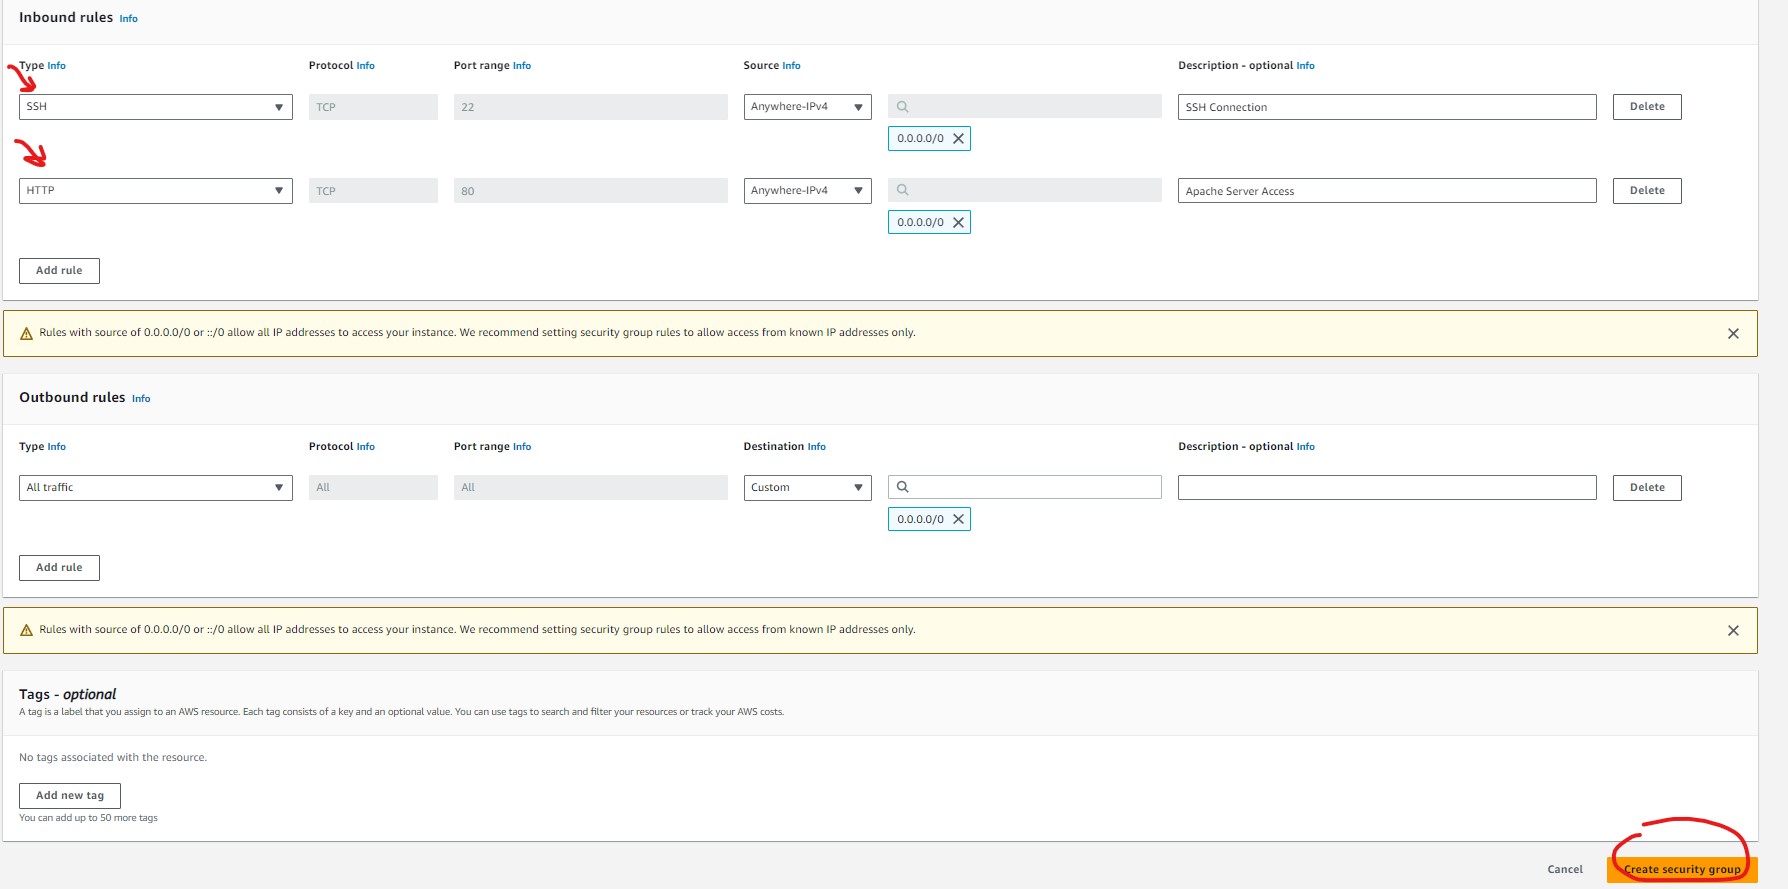 Inbound rules Info
Type Info Protocol Info Port range Info Source Info Description - optional Info
SSH TCP 22 Anywhere-IPv4 SSH Connection Delete
0.0.0.0/0
HTTP TCP 80 Anywhere-IPv4 Apache Server Access Delete
0.0.0.0/0
Add rule
Rules with source of 0.0.0.0/0 or ::/0 allow all IP addresses to access your instance. We recommend setting security group rules to allow access from known IP addresses only.
Outbound rules Info
Type Info Protocol Info Port range Info Destination Info Description - optional Info
All traffic All All Custom Delete
0.0.0.0/0
Add rule
Rules with source of 0.0.0.0/0 or ::/0 allow all IP addresses to access your instance. We recommend setting security group rules to allow access from known IP addresses only.
Tags - optional
A tag is a label that you assign to an AWS resource. Each tag consists of a key and an optional value. You can use tags to search and filter your resources or track your AWS costs.
No tags associated with the resource.
Add new tag
You can add up to 50 more tags
Cancel Create security group